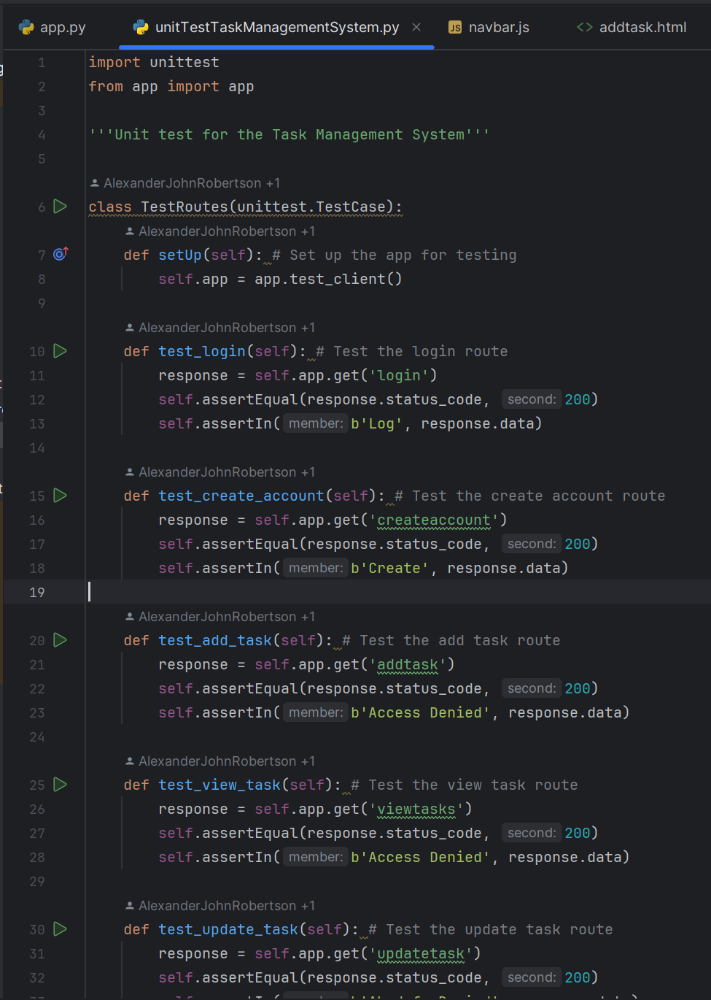 app.py unitTestTaskManagementSystem.py × JS navbar.js <> addtask.html
1 import unittest
2 from app import app
3
4 '''Unit test for the Task Management System'''
5
AlexanderJohnRobertson +1
6 class TestRoutes(unittest.TestCase):
AlexanderJohnRobertson +1
7 def setUp(self): # Set up the app for testing
8 self.app = app.test_client()
9
AlexanderJohnRobertson +1
10 def test_login(self): # Test the login route
11 response = self.app.get('login')
12 self.assertEqual(response.status_code, second: 200)
13 self.assertIn( member: b'Log', response.data)
14
AlexanderJohnRobertson +1
15 def test_create_account(self): # Test the create account route
16 response = self.app.get('createaccount')
17 self.assertEqual(response.status_code, second: 200)
18 self.assertIn( member: b'Create', response.data)
19
AlexanderJohnRobertson +1
20 def test_add_task(self): # Test the add task route
21 response = self.app.get('addtask')
22 self.assertEqual(response.status_code, second: 200)
23 self.assertIn( member: b'Access Denied', response.data)
24
AlexanderJohnRobertson +1
25 def test_view_task(self): # Test the view task route
26 response = self.app.get('viewtasks')
27 self.assertEqual(response.status_code, second: 200)
28 self.assertIn( member: b'Access Denied', response.data)
29
AlexanderJohnRobertson +1
30 def test_update_task(self): # Test the update task route
31 response = self.app.get('updatetask')
32 self.assertEqual(response.status_code, second: 200)